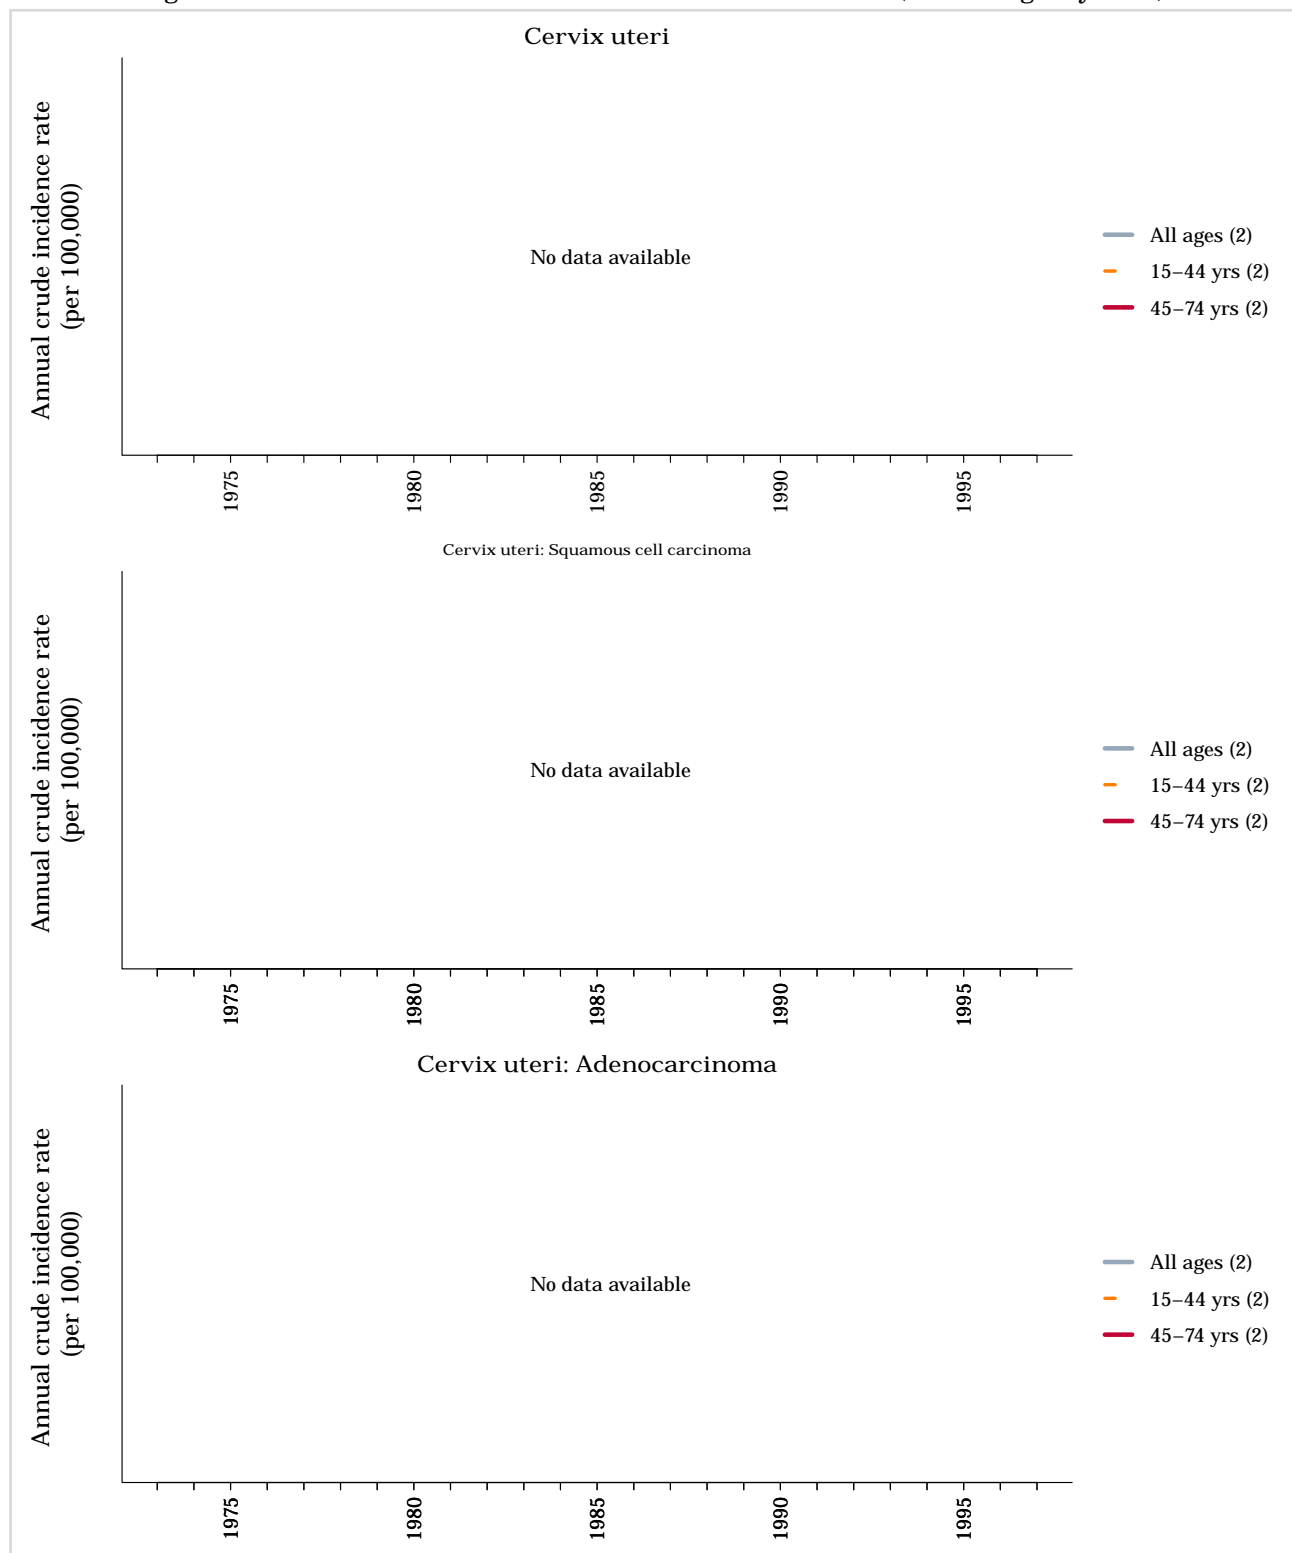 Cervix uteri
Annual crude incidence rate
(per 100,000)
No data available
All ages (2)
15–44 yrs (2)
45–74 yrs (2)
1975
1980
1985
1990
1995
Cervix uteri: Squamous cell carcinoma
Annual crude incidence rate
(per 100,000)
No data available
All ages (2)
15–44 yrs (2)
45–74 yrs (2)
1975
1980
1985
1990
1995
Cervix uteri: Adenocarcinoma
Annual crude incidence rate
(per 100,000)
No data available
All ages (2)
15–44 yrs (2)
45–74 yrs (2)
1975
1980
1985
1990
1995